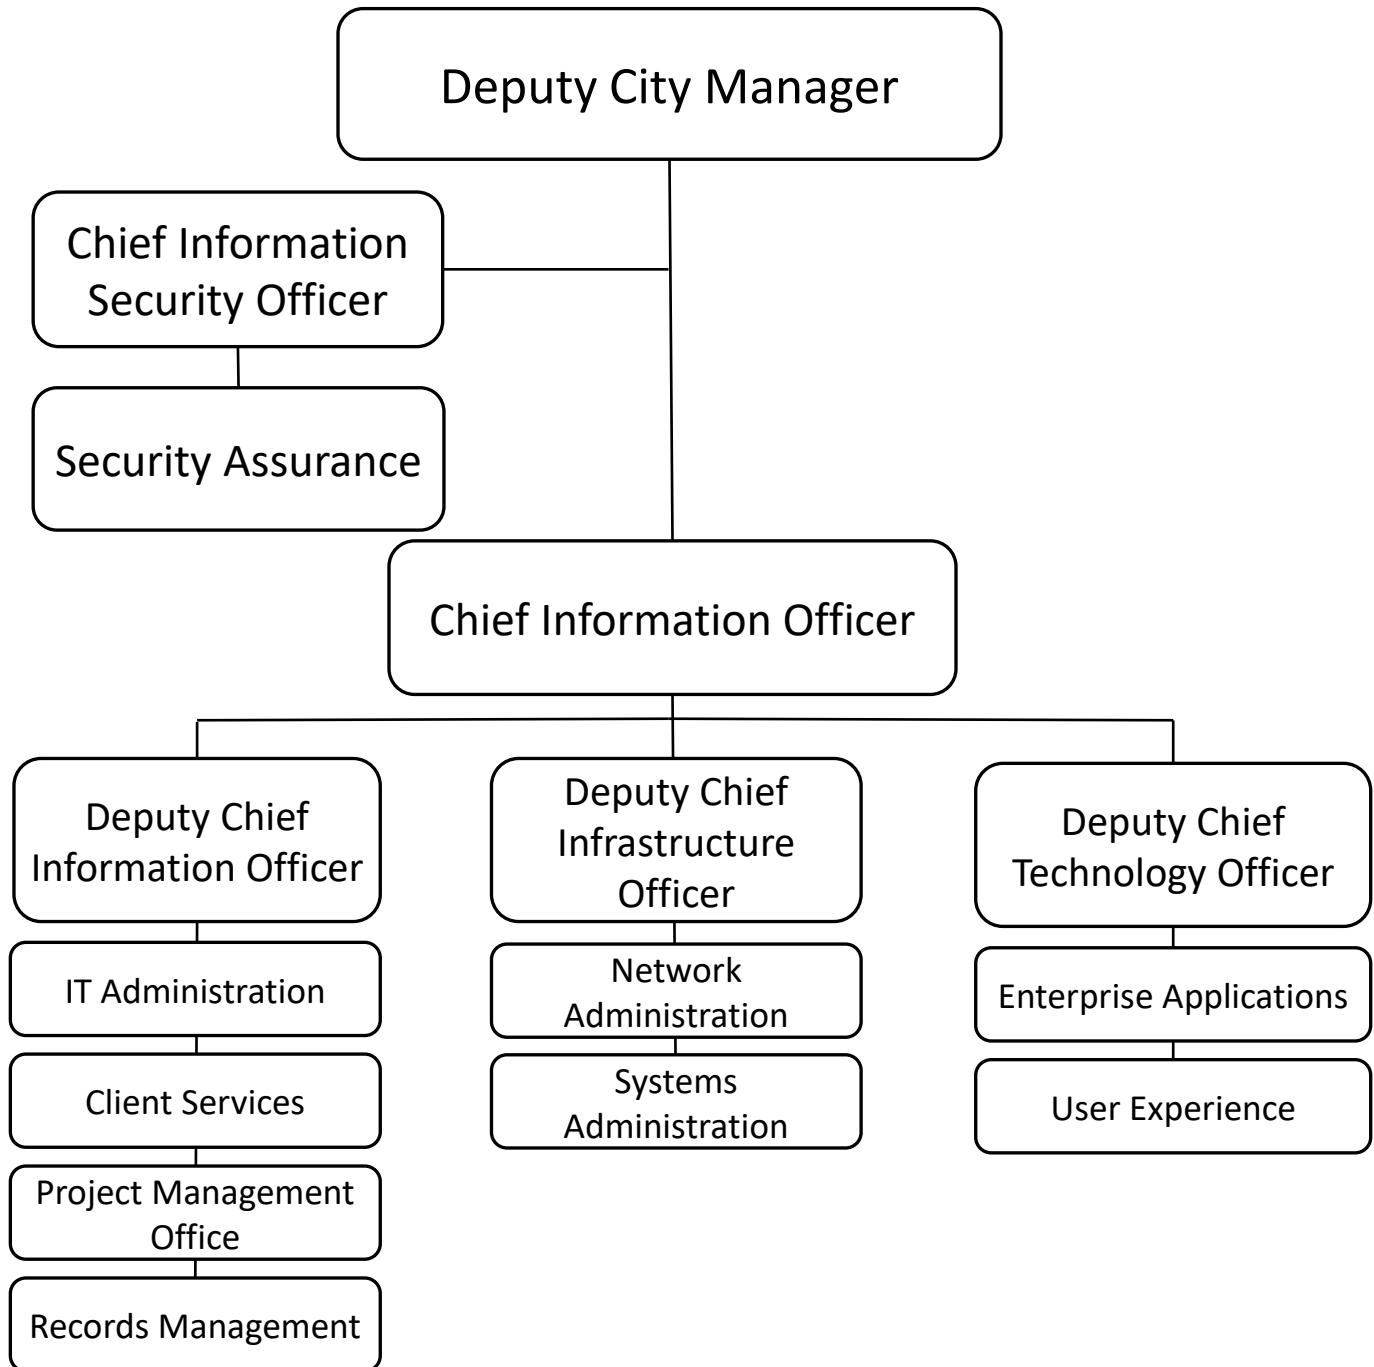 Deputy City Manager
Chief Information
Security Officer
Security Assurance
Chief Information Officer
Deputy Chief
Information Officer
IT Administration
Client Services
Project Management
Office
Records Management
Deputy Chief
Infrastructure
Officer
Network
Administration
Systems
Administration
Deputy Chief
Technology Officer
Enterprise Applications
User Experience